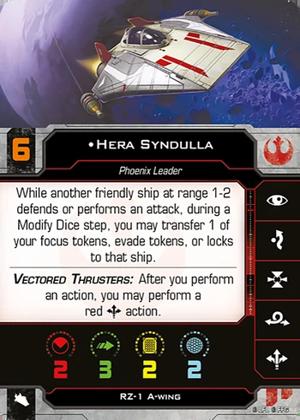 6
•Hera Syndulla
Phoenix Leader
While another friendly ship at range 1-2
defends or performs an attack, during a
Modify Dice step, you may transfer 1 of
your focus tokens, evade tokens, or locks
to that ship.
Vectored Thrusters: After you perform
an action, you may perform a
red action.
2 3 2 2
RZ-1 A-wing